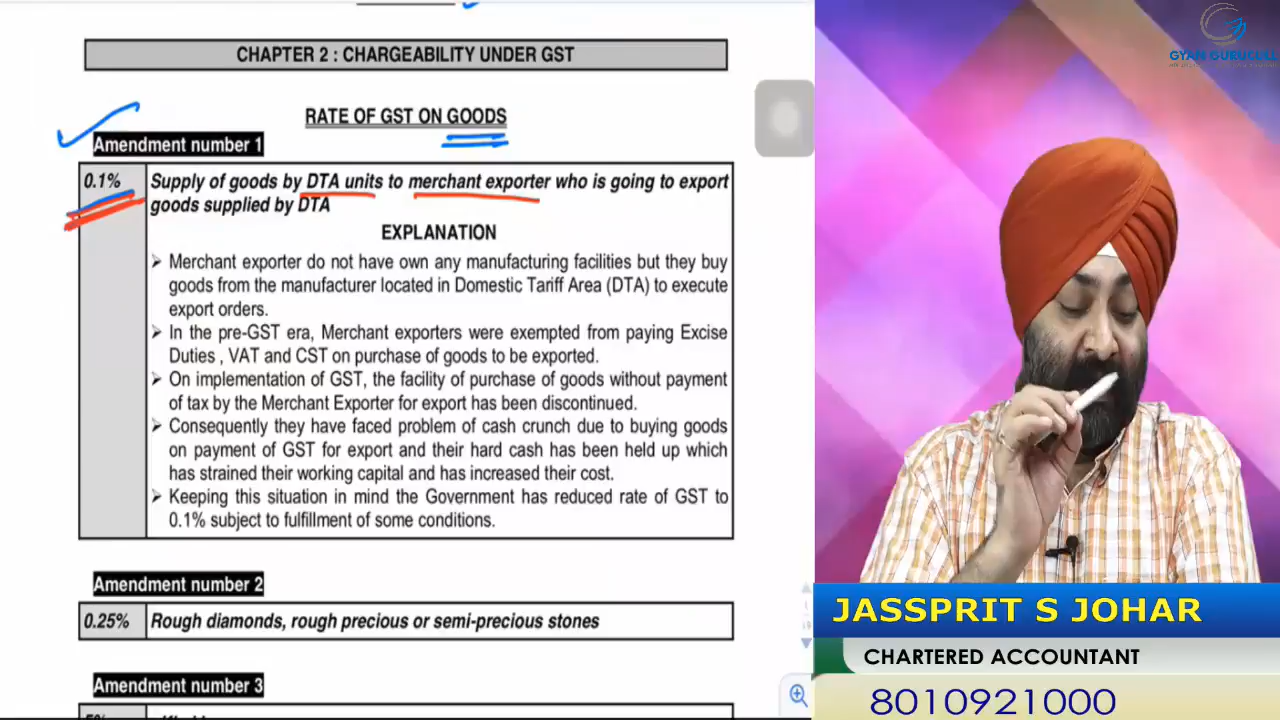 CHAPTER 2 : CHARGEABILITY UNDER GST
RATE OF GST ON GOODS
Amendment number 1
0.1% Supply of goods by DTA units to merchant exporter who is going to export
goods supplied by DTA
EXPLANATION
➢ Merchant exporter do not have own any manufacturing facilities but they buy
goods from the manufacturer located in Domestic Tariff Area (DTA) to execute
export orders.
➢ In the pre-GST era, Merchant exporters were exempted from paying Excise
Duties , VAT and CST on purchase of goods to be exported.
➢ On implementation of GST, the facility of purchase of goods without payment
of tax by the Merchant Exporter for export has been discontinued.
➢ Consequently they have faced problem of cash crunch due to buying goods
on payment of GST for export and their hard cash has been held up which
has strained their working capital and has increased their cost.
➢ Keeping this situation in mind the Government has reduced rate of GST to
0.1% subject to fulfillment of some conditions.
Amendment number 2
0.25% Rough diamonds, rough precious or semi-precious stones
Amendment number 3
GYAN GURUCULL
JASSPRIT S JOHAR
CHARTERED ACCOUNTANT
8010921000